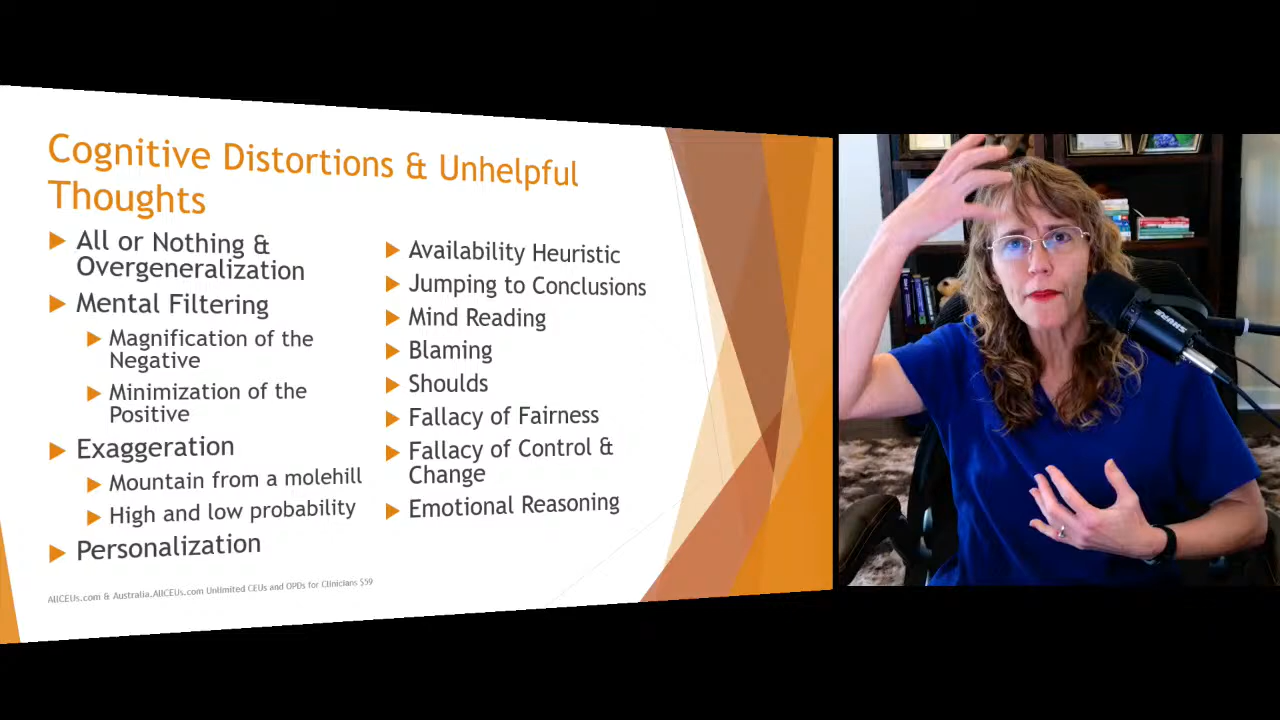 Cognitive Distortions & Unhelpful
Thoughts
All or Nothing &
Overgeneralization
Mental Filtering
Magnification of the
Negative
Minimization of the
Positive
Exaggeration
Mountain from a molehill
High and low probability
Personalization
Availability Heuristic
Jumping to Conclusions
Mind Reading
Blaming
Shoulds
Fallacy of Fairness
Fallacy of Control &
Change
Emotional Reasoning
AllCEUs.com & Australia.AllCEUs.com Unlimited CEUs and OPDs for Clinicians $59
SHURE